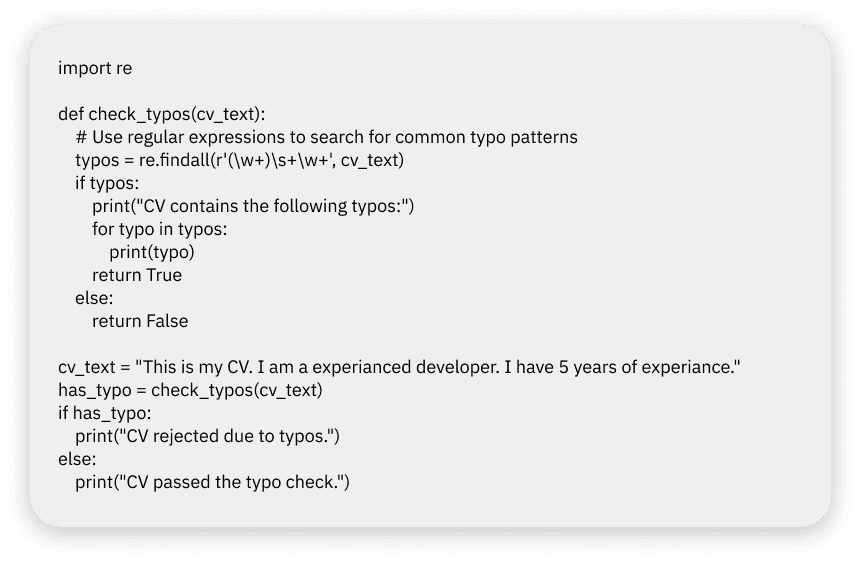 import re

def check_typos(cv_text):
    # Use regular expressions to search for common typo patterns
    typos = re.findall(r'(\w+)\s+\w+', cv_text)
    if typos:
        print("CV contains the following typos:")
        for typo in typos:
            print(typo)
        return True
    else:
        return False

cv_text = "This is my CV. I am a experianced developer. I have 5 years of experiance."
has_typo = check_typos(cv_text)
if has_typo:
    print("CV rejected due to typos.")
else:
    print("CV passed the typo check.")